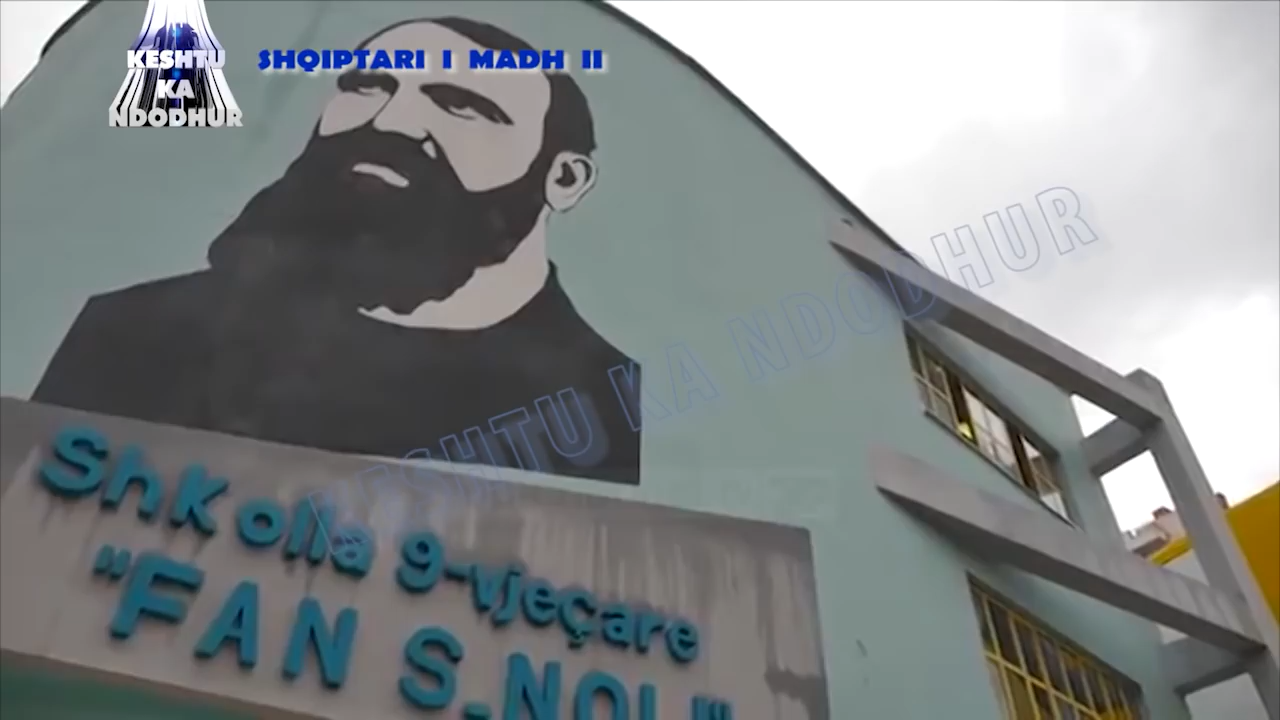 KESHTU
KA
NDODHUR
SHQIPTARI I MADH II
KESHTU KA NDODHUR
Shkolla 9-vjeçare
"FAN S.NOLI"